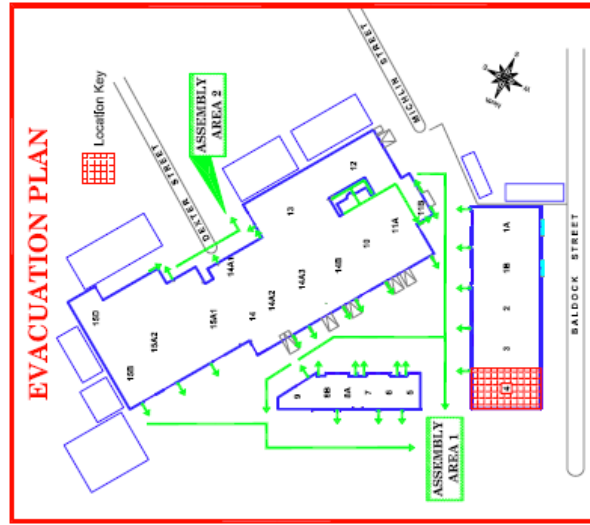 EVACUATION PLAN
Location Key
DEXTER STREET
ASSEMBLY
AREA 2
MICHLIN STREET
S
W
North
BALDOCK STREET
15D
15B
15A2
15A1
14
14A1
14A2
14A3
14B
13
12
10
11A
11B
9
8B
8A
7
6
5
1A
1B
2
3
4
ASSEMBLY
AREA 1